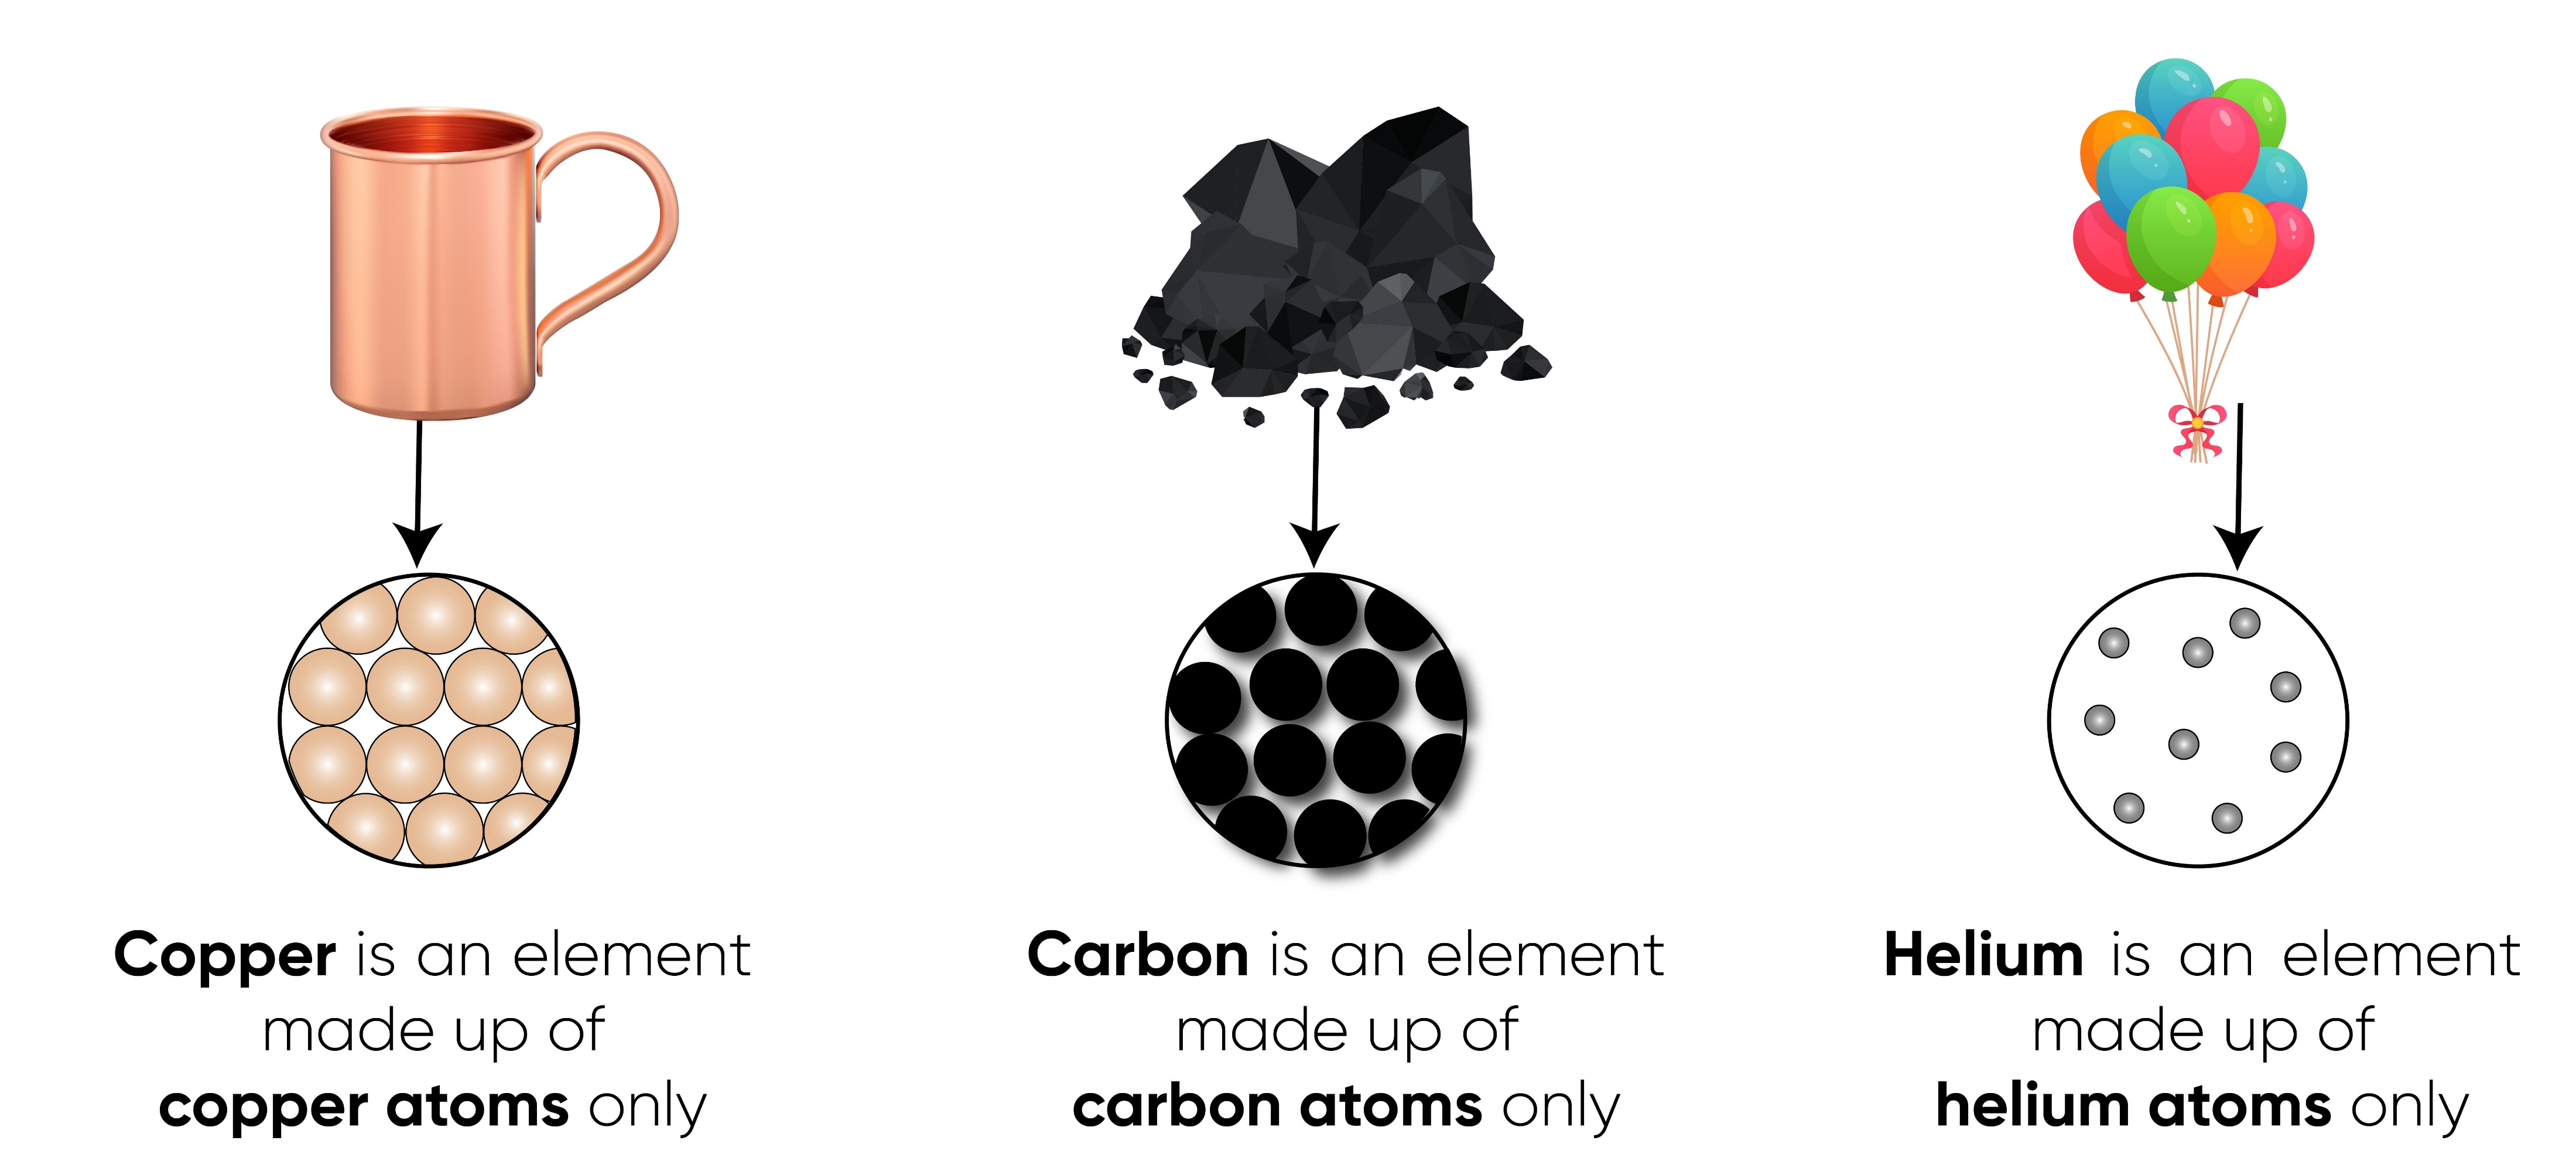 Copper is an element
made up of
copper atoms only
Carbon is an element
made up of
carbon atoms only
Helium is an element
made up of
helium atoms only